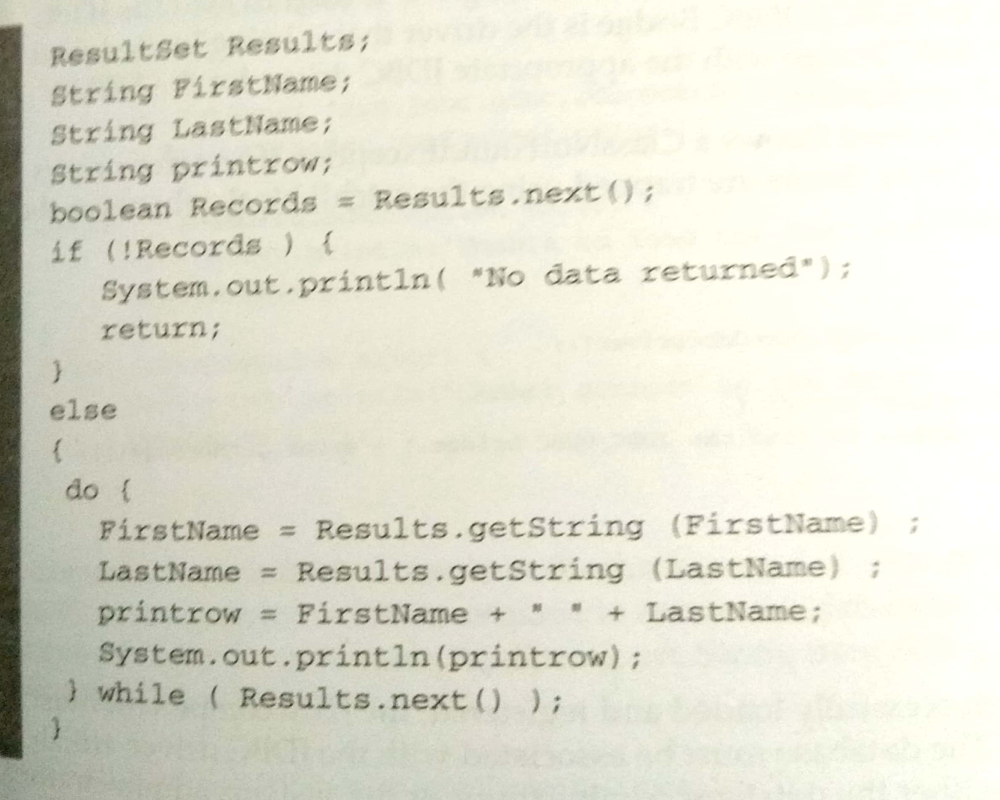 ResultSet Results;
String FirstName;
String LastName;
String printrow;
boolean Records = Results.next();
if (!Records ) {
   System.out.println( "No data returned");
   return;
}
else
{
 do {
   FirstName = Results.getString (FirstName) ;
   LastName = Results.getString (LastName) ;
   printrow = FirstName + " " + LastName;
   System.out.println(printrow);
 } while ( Results.next() );
}